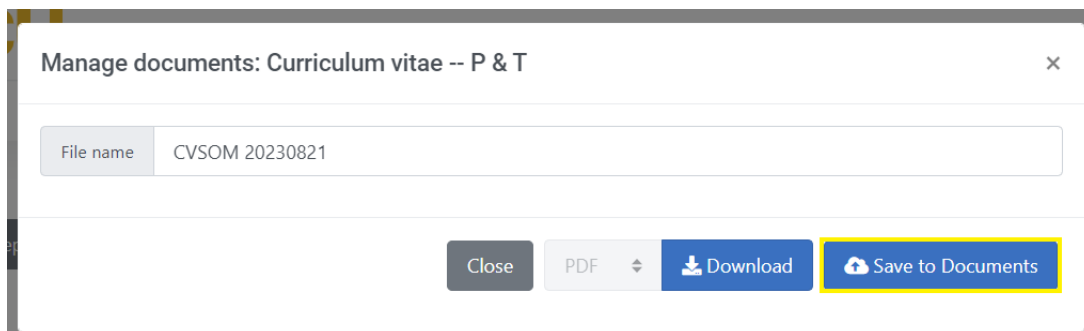 Manage documents: Curriculum vitae -- P & T ×
File name CVSOM 20230821
Close PDF Download Save to Documents